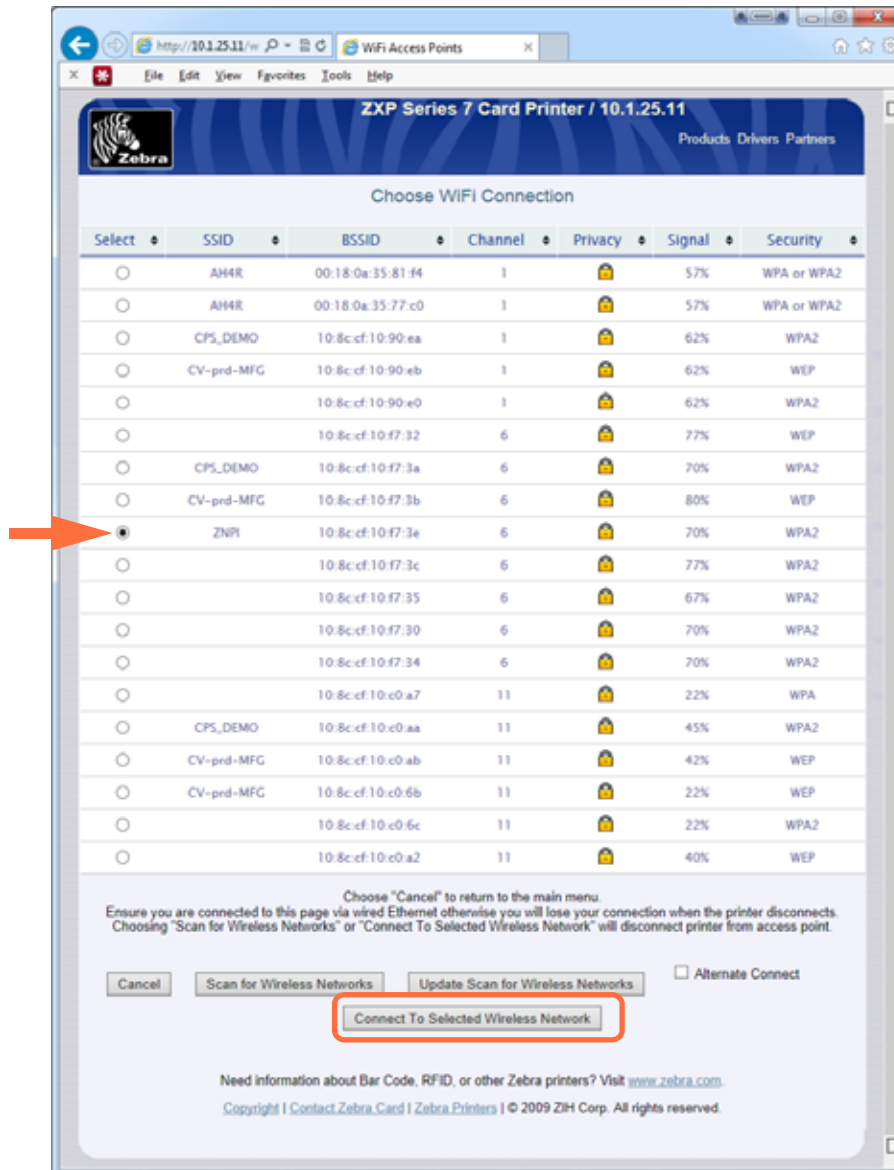 http://10.1.25.11/w
WiFi Access Points
File Edit View Favorites Tools Help
ZXP Series 7 Card Printer / 10.1.25.11
Zebra
Products Drivers Partners
Choose WiFi Connection
Select SSID BSSID Channel Privacy Signal Security
AH4R 00:18:0a:35:81:f4 1 57% WPA or WPA2
AH4R 00:18:0a:35:77:c0 1 57% WPA or WPA2
CPS_DEMO 10:8c:cf:10:90:ea 1 62% WPA2
CV-prd-MFG 10:8c:cf:10:90:eb 1 62% WEP
10:8c:cf:10:90:e0 1 62% WPA2
10:8c:cf:10:f7:32 6 77% WEP
CPS_DEMO 10:8c:cf:10:f7:3a 6 70% WPA2
CV-prd-MFG 10:8c:cf:10:f7:3b 6 80% WEP
ZNPI 10:8c:cf:10:f7:3e 6 70% WPA2
10:8c:cf:10:f7:3c 6 77% WPA2
10:8c:cf:10:f7:35 6 67% WPA2
10:8c:cf:10:f7:30 6 70% WPA2
10:8c:cf:10:f7:34 6 70% WPA2
10:8c:cf:10:c0:a7 11 22% WPA
CPS_DEMO 10:8c:cf:10:c0:aa 11 45% WPA2
CV-prd-MFG 10:8c:cf:10:c0:ab 11 42% WEP
CV-prd-MFG 10:8c:cf:10:c0:6b 11 22% WEP
10:8c:cf:10:c0:6c 11 22% WPA2
10:8c:cf:10:c0:a2 11 40% WEP
Choose "Cancel" to return to the main menu.
Ensure you are connected to this page via wired Ethernet otherwise you will lose your connection when the printer disconnects.
Choosing "Scan for Wireless Networks" or "Connect To Selected Wireless Network" will disconnect printer from access point.
Cancel Scan for Wireless Networks Update Scan for Wireless Networks Alternate Connect
Connect To Selected Wireless Network
Need information about Bar Code, RFID, or other Zebra printers? Visit www.zebra.com.
Copyright | Contact Zebra Card | Zebra Printers | © 2009 ZIH Corp. All rights reserved.